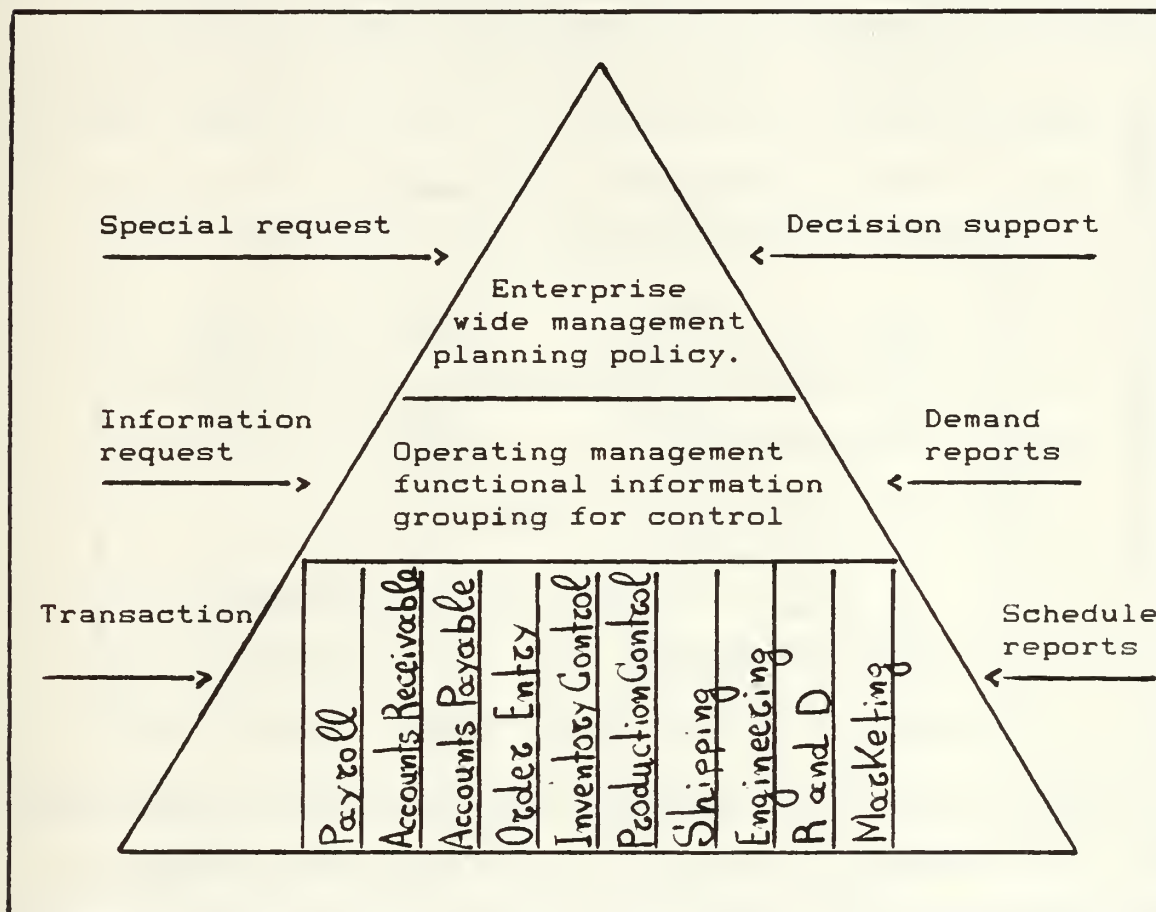 Special request
Decision support
Enterprise
wide management
planning policy.
Information
request
Demand
reports
Operating management
functional information
grouping for control
Transaction
Schedule
reports
Payroll
Accounts Receivable
Accounts Payable
Order Entry
Inventory Control
Production Control
Shipping
Engineering
R and D
Marketing